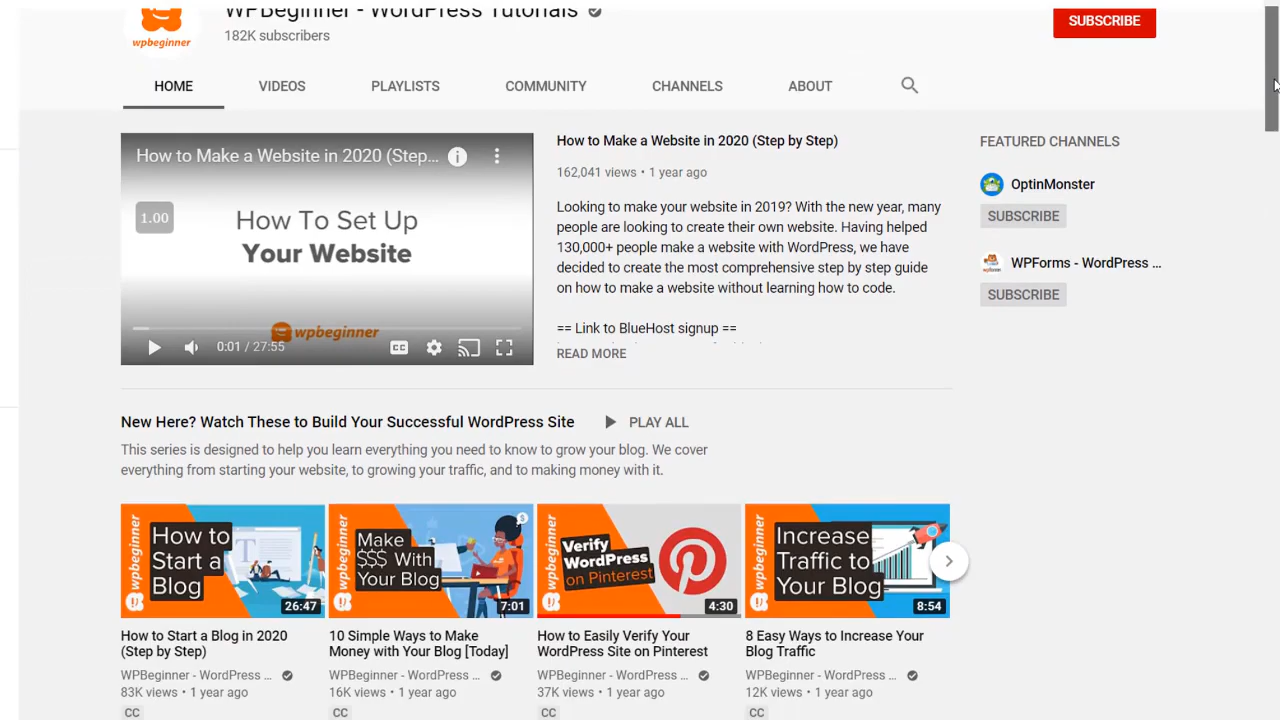 WPBeginner - WordPress Tutorials
wpbeginner
182K subscribers
SUBSCRIBE
HOME VIDEOS PLAYLISTS COMMUNITY CHANNELS ABOUT
How to Make a Website in 2020 (Step...
1.00
How To Set Up
Your Website
wpbeginner
0:01 / 27:55
CC
How to Make a Website in 2020 (Step by Step)
162,041 views • 1 year ago
Looking to make your website in 2019? With the new year, many
people are looking to create their own website. Having helped
130,000+ people make a website with WordPress, we have
decided to create the most comprehensive step by step guide
on how to make a website without learning how to code.
== Link to BlueHost signup ==
READ MORE
FEATURED CHANNELS
OptinMonster
SUBSCRIBE
WPForms - WordPress ...
SUBSCRIBE
New Here? Watch These to Build Your Successful WordPress Site
PLAY ALL
This series is designed to help you learn everything you need to know to grow your blog. We cover
everything from starting your website, to growing your traffic, and to making money with it.
wpbeginner
How to
Start a
Blog
26:47
How to Start a Blog in 2020
(Step by Step)
WPBeginner - WordPress ...
83K views • 1 year ago
CC
wpbeginner
Make
$$$ With
Your Blog
7:01
10 Simple Ways to Make
Money with Your Blog [Today]
WPBeginner - WordPress ...
16K views • 1 year ago
CC
wpbeginner
Verify
WordPress
on Pinterest
4:30
How to Easily Verify Your
WordPress Site on Pinterest
WPBeginner - WordPress ...
37K views • 1 year ago
CC
wpbeginner
Increase
Traffic to
Your Blog
8:54
8 Easy Ways to Increase Your
Blog Traffic
WPBeginner - WordPress ...
12K views • 1 year ago
CC